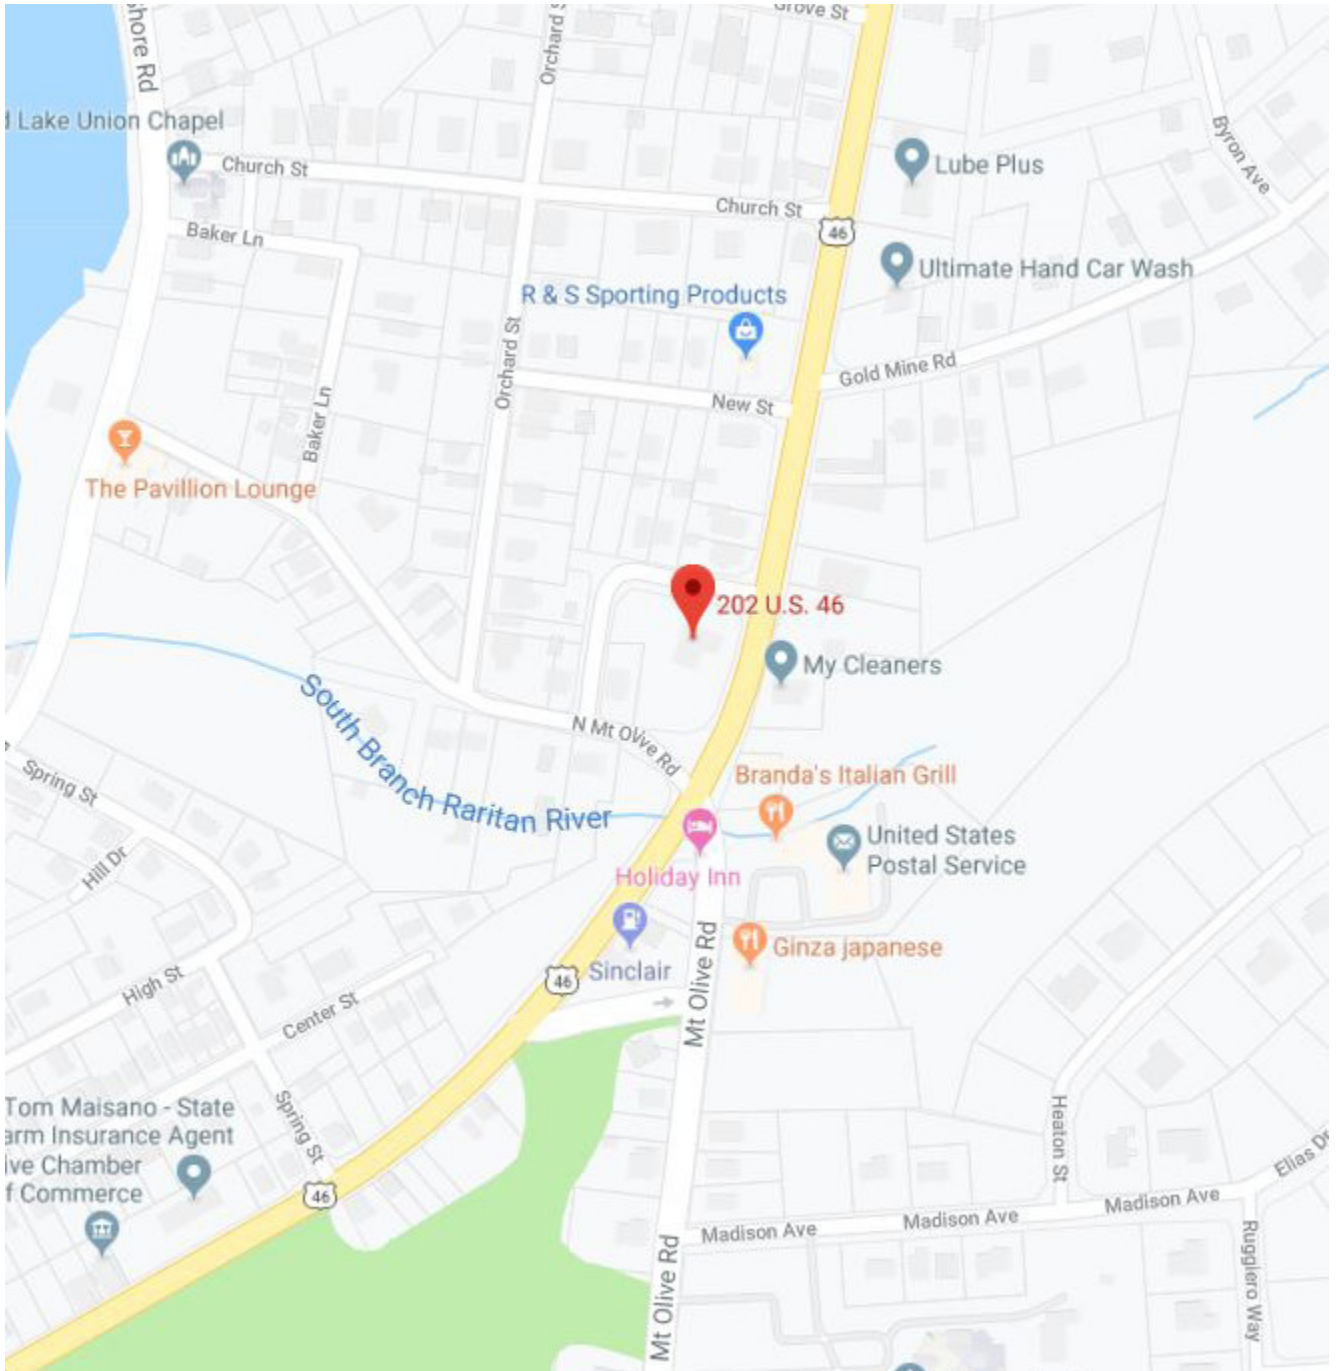 Shore Rd
Orchard S
Grove St
d Lake Union Chapel
Church St
Lube Plus
Byron Ave
Church St
46
Baker Ln
Ultimate Hand Car Wash
R & S Sporting Products
Orchard St
Gold Mine Rd
New St
Baker Ln
The Pavillion Lounge
202 U.S. 46
My Cleaners
South Branch Raritan River
N Mt Olive Rd
Spring St
Branda's Italian Grill
United States
Postal Service
Hill Dr
Holiday Inn
Ginza japanese
Sinclair
46
Mt Olive Rd
High St
Center St
Tom Maisano - State
arm Insurance Agent
ive Chamber
f Commerce
Spring St
46
Heaton St
Elias Dr
Madison Ave
Madison Ave
Madison Ave
Ruggiero Way
Mt Olive Rd